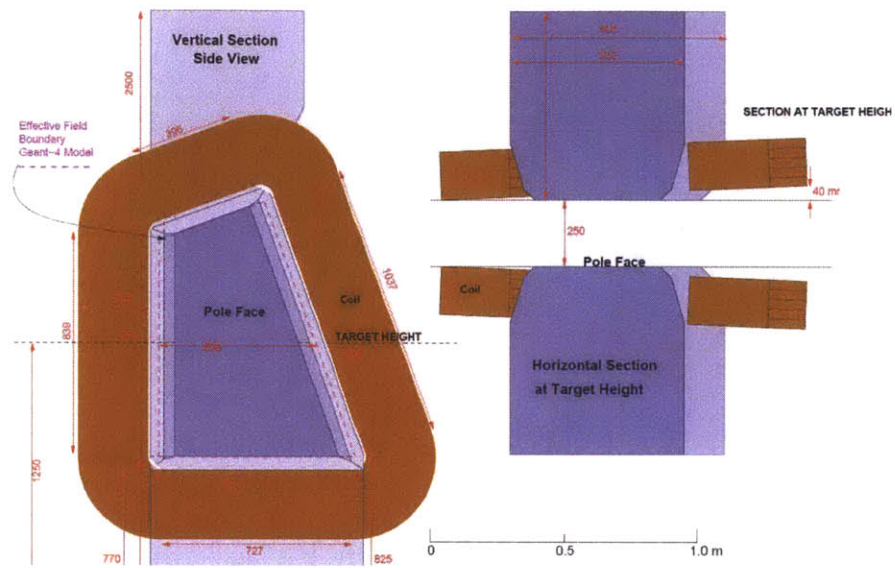 Vertical Section
Side View
2500
Effective Field
Boundary
Geant-4 Model
839
1250
Pole Face
1037
Coil
TARGET HEIGHT
770
727
825
SECTION AT TARGET HEIGH
40 mr
250
Pole Face
Coil
Horizontal Section
at Target Height
0
0.5
1.0 m